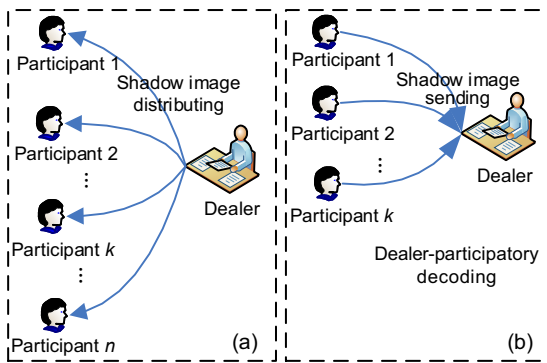 Participant 1
Shadow image
distributing
Participant 2
...
Dealer
Participant k
...
Participant n
(a)
Participant 1
Shadow image
sending
Participant 2
...
Dealer
Participant k
Dealer-participatory
decoding
(b)